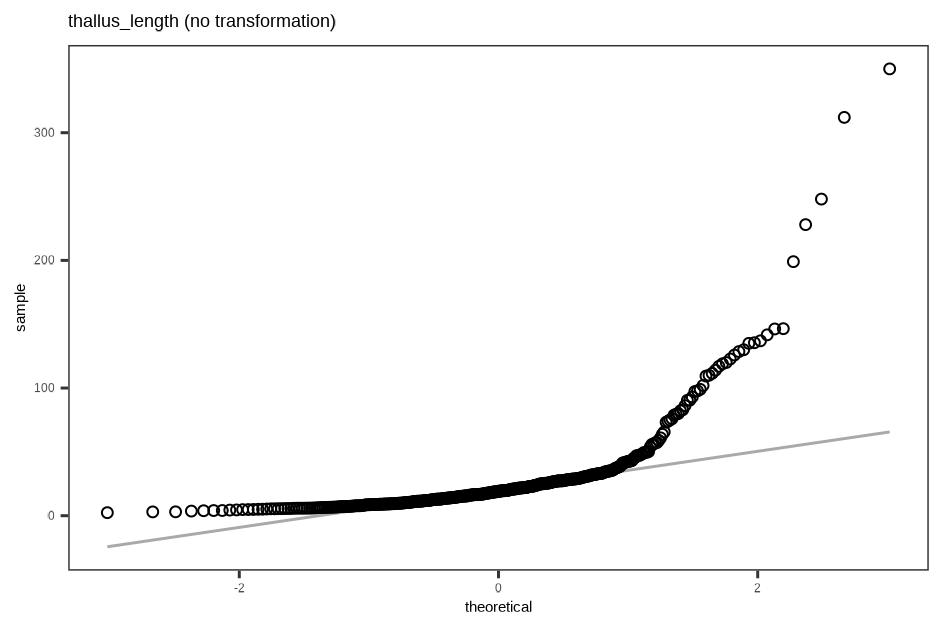 thallus_length (no transformation)
300
200
100
0
sample
-2
0
2
theoretical